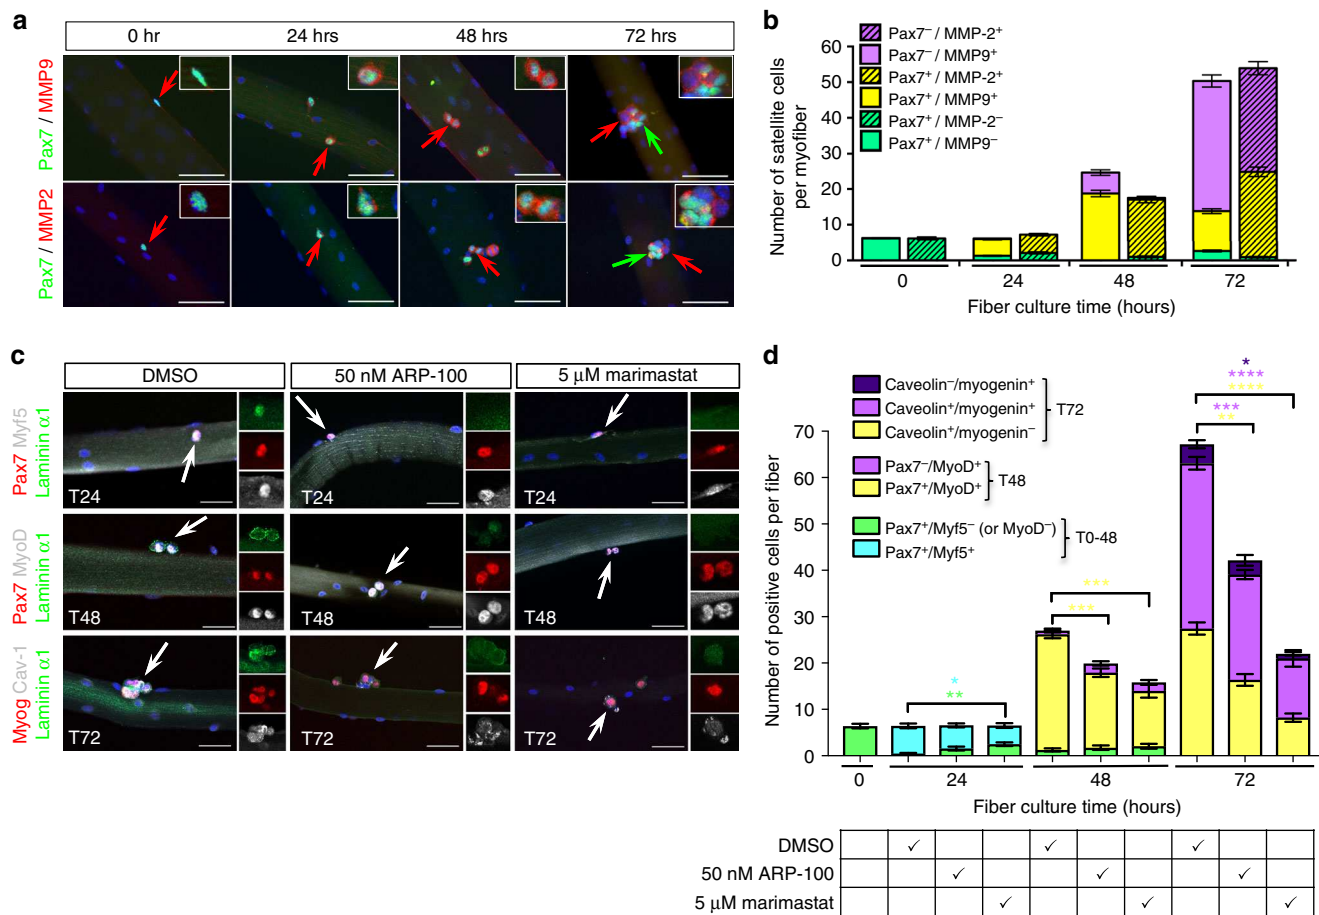 a
0 hr
24 hrs
48 hrs
72 hrs
Pax7 / MMP9
Pax7 / MMP2
b
Number of satellite cells
per myofiber
60
50
40
30
20
10
0
Pax7⁻ / MMP-2⁺
Pax7⁻ / MMP9⁺
Pax7⁺ / MMP-2⁺
Pax7⁺ / MMP9⁺
Pax7⁺ / MMP-2⁻
Pax7⁺ / MMP9⁻
0
24
48
72
Fiber culture time (hours)
c
DMSO
50 nM ARP-100
5 μM marimastat
Pax7 Myf5
Laminin α1
T24
T24
T24
Pax7 MyoD
Laminin α1
T48
T48
T48
Myog Cav-1
Laminin α1
T72
T72
T72
d
Number of positive cells per fiber
70
60
50
40
30
20
10
0
Caveolin⁻/myogenin⁺
Caveolin⁺/myogenin⁺
Caveolin⁺/myogenin⁻
T72
Pax7⁻/MyoD⁺
Pax7⁺/MyoD⁺
T48
Pax7⁺/Myf5⁻ (or MyoD⁻)
Pax7⁺/Myf5⁺
T0-48
*
**
***
***
*
****
****
***
**
0
24
48
72
Fiber culture time (hours)
DMSO ✓ ✓ ✓
50 nM ARP-100 ✓ ✓ ✓
5 μM marimastat ✓ ✓ ✓